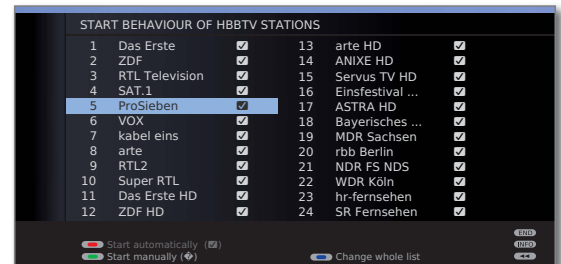 START BEHAVIOUR OF HBBTV STATIONS
1 Das Erste ☑
2 ZDF ☑
3 RTL Television ☑
4 SAT.1 ☑
5 ProSieben ☑
6 VOX ☑
7 kabel eins ☑
8 arte ☑
9 RTL2 ☑
10 Super RTL ☑
11 Das Erste HD ☑
12 ZDF HD ☑
13 arte HD ☑
14 ANIXE HD ☑
15 Servus TV HD ☑
16 Einsfestival ... ☑
17 ASTRA HD ☑
18 Bayerisches ... ☑
19 MDR Sachsen ☑
20 rbb Berlin ☑
21 NDR FS NDS ☑
22 WDR Köln ☑
23 hr-fernsehen ☑
24 SR Fernsehen ☑
END
Start automatically (☑) INFO
Start manually (�) Change whole list ◄◄